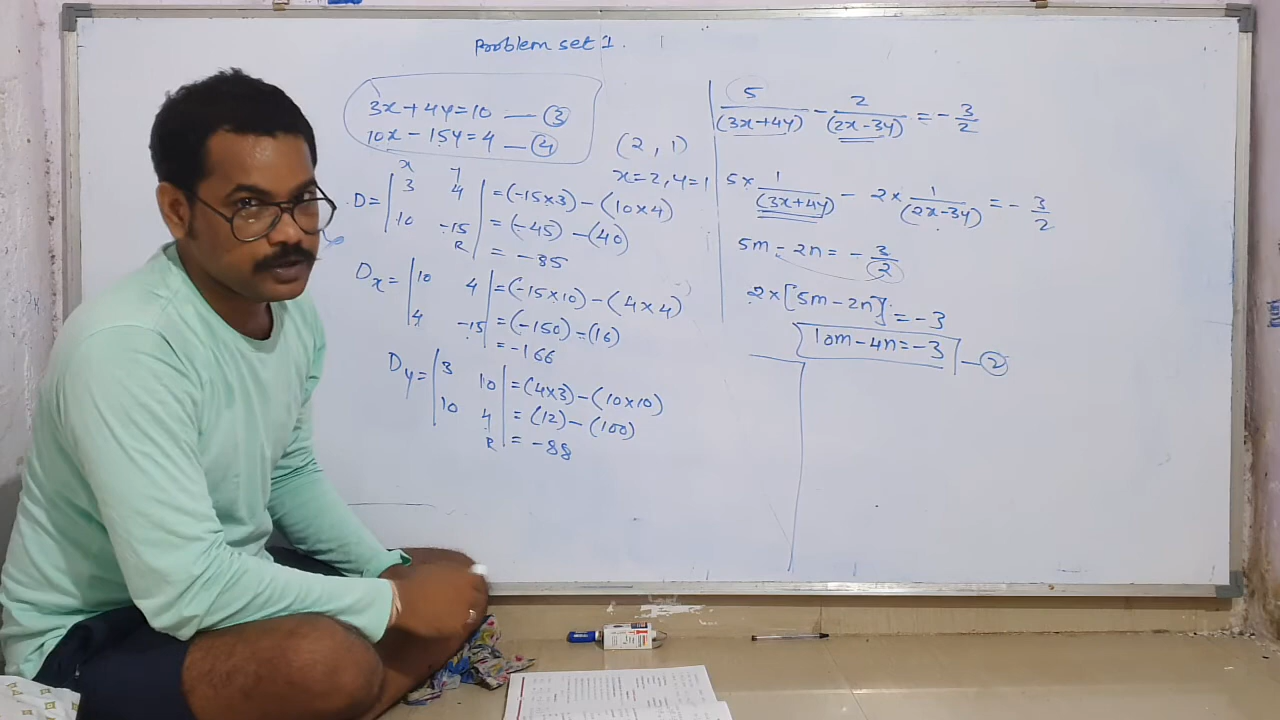 Problem set 1.
3x+4y=10 — ③
10x-15y=4 — ④
(2, 1)
x=2, y=1
x y
D= | 3 4 | =(-15×3)-(10×4)
| 10 -15 | =(-45)-(40)
R = -85
Dx= | 10 4 | =(-15×10)-(4×4)
| 4 -15 | =(-150)-(16)
=-166
Dy= | 3 10 | =(4×3)-(10×10)
| 10 4 | =(12)-(100)
R = -88
5/(3x+4y) - 2/(2x-3y) = -3/2
5×1/(3x+4y) - 2×1/(2x-3y) = -3/2
5m-2n=-3/2
2×[5m-2n]=-3
10m-4n=-3 — ②